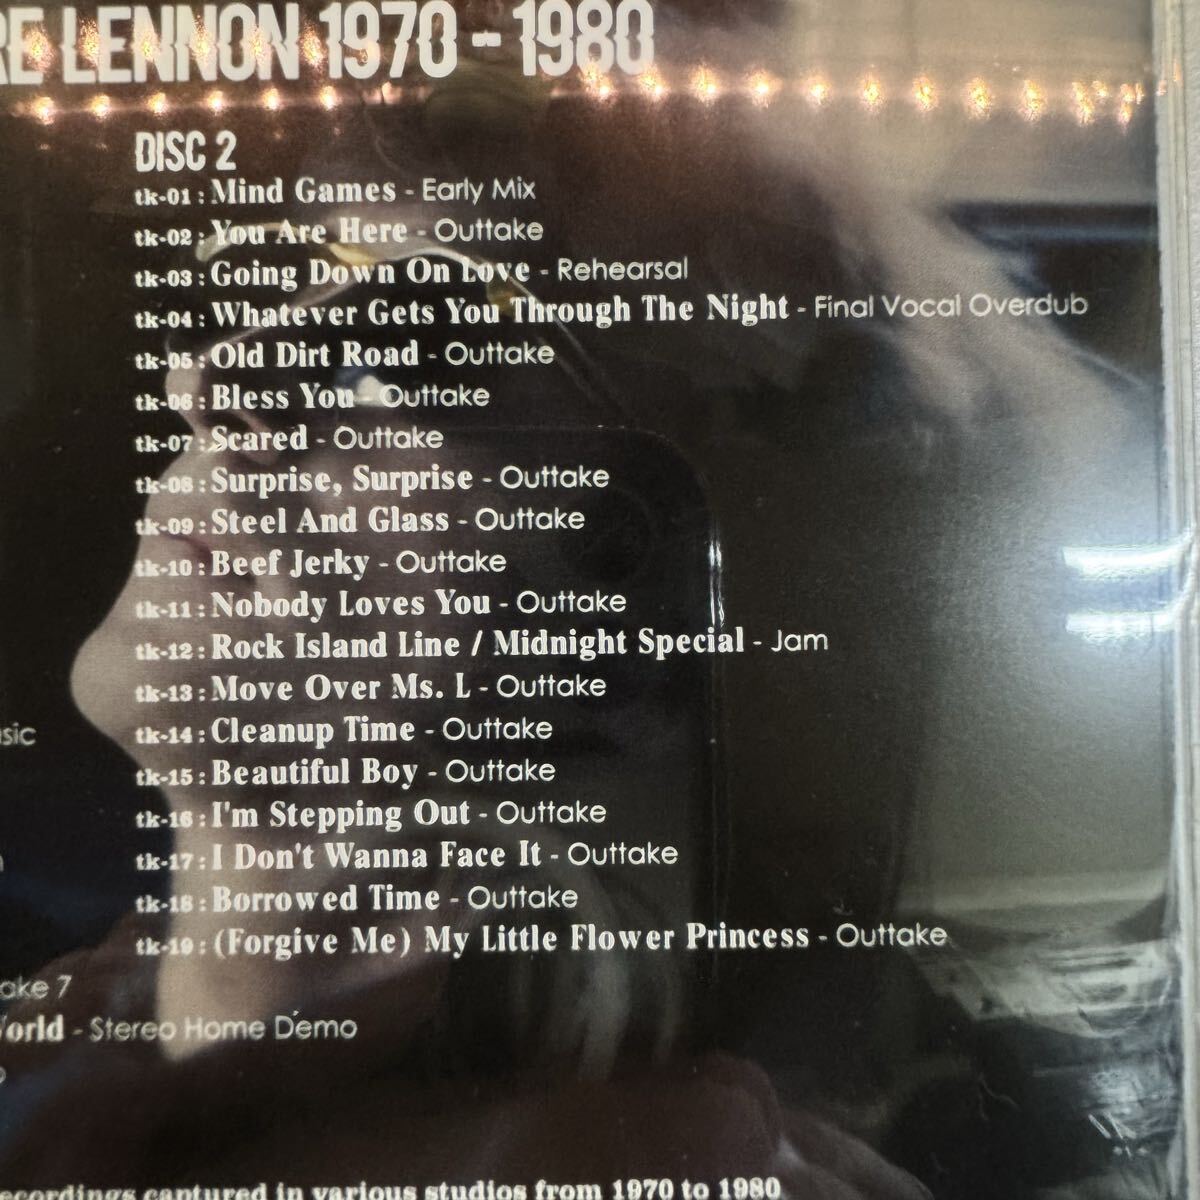 RE LENNON 1970 - 1980
DISC 2
tk-01 : Mind Games - Early Mix
tk-02 : You Are Here - Outtake
tk-03 : Going Down On Love - Rehearsal
tk-04 : Whatever Gets You Through The Night - Final Vocal Overdub
tk-05 : Old Dirt Road - Outtake
tk-06 : Bless You - Outtake
tk-07 : Scared - Outtake
tk-08 : Surprise, Surprise - Outtake
tk-09 : Steel And Glass - Outtake
tk-10 : Beef Jerky - Outtake
tk-11 : Nobody Loves You - Outtake
tk-12 : Rock Island Line / Midnight Special - Jam
tk-13 : Move Over Ms. L - Outtake
sic
tk-14 : Cleanup Time - Outtake
tk-15 : Beautiful Boy - Outtake
tk-16 : I'm Stepping Out - Outtake
tk-17 : I Don't Wanna Face It - Outtake
tk-18 : Borrowed Time - Outtake
tk-19 : (Forgive Me) My Little Flower Princess - Outtake
ake 7
orld - Stereo Home Demo
ecordings captured in various studios from 1970 to 1980